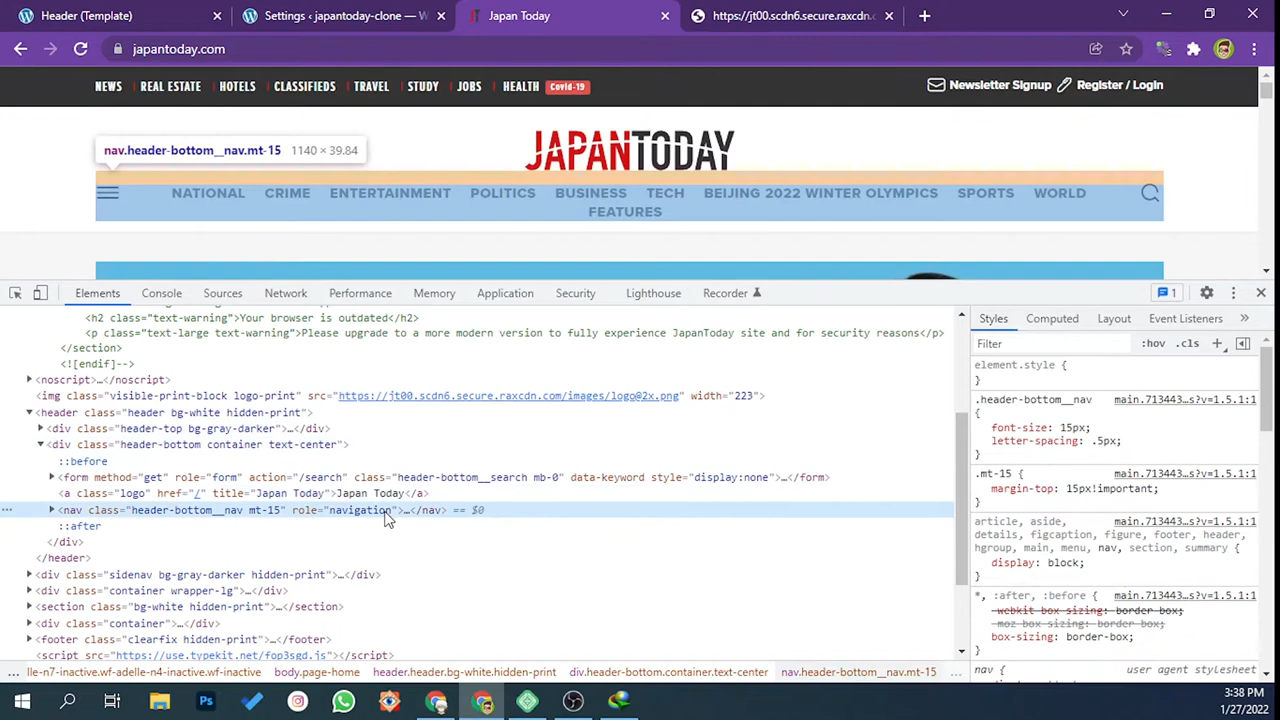 Header (Template)
Settings ‹ japantoday-clone — W
Japan Today
https://jt00.scdn6.secure.raxcdn.c
japantoday.com
NEWS REAL ESTATE HOTELS CLASSIFIEDS TRAVEL STUDY JOBS HEALTH Covid-19
Newsletter Signup Register / Login
JAPANTODAY
nav.header-bottom__nav.mt-15 1140 × 39.84
NATIONAL CRIME ENTERTAINMENT POLITICS BUSINESS TECH BEIJING 2022 WINTER OLYMPICS SPORTS WORLD
FEATURES
Elements Console Sources Network Performance Memory Application Security Lighthouse Recorder 1
<h2 class="text-warning">Your browser is outdated</h2>
<p class="text-large text-warning">Please upgrade to a more modern version to fully experience JapanToday site and for security reasons</p>
</section>
<![endif]-->
<noscript>…</noscript>
<img class="visible-print-block logo-print" src="https://jt00.scdn6.secure.raxcdn.com/images/logo@2x.png" width="223">
<header class="header bg-white hidden-print">
<div class="header-top bg-gray-darker">…</div>
<div class="header-bottom container text-center">
::before
<form method="get" role="form" action="/search" class="header-bottom__search mb-0" data-keyword style="display:none">…</form>
<a class="logo" href="/" title="Japan Today">Japan Today</a>
<nav class="header-bottom__nav mt-15" role="navigation">…</nav> == $0
::after
</div>
</header>
<div class="sidenav bg-gray-darker hidden-print">…</div>
<div class="container wrapper-lg">…</div>
<section class="bg-white hidden-print">…</section>
<div class="container">…</div>
<footer class="clearfix hidden-print">…</footer>
<script src="https://use.typekit.net/fop3sgd.js"></script>
lle-n7-inactive.wf-adelle-n4-inactive.wf-inactive body.page-home header.header.bg-white.hidden-print div.header-bottom.container.text-center nav.header-bottom__nav.mt-15 …
Styles Computed Layout Event Listeners
Filter :hov .cls
element.style {
}
.header-bottom__nav main.713443…s?v=1.5.1:1
{
font-size: 15px;
letter-spacing: .5px;
}
.mt-15 { main.713443…s?v=1.5.1:1
margin-top: 15px!important;
}
article, aside, main.713443…s?v=1.5.1:1
details, figcaption, figure, footer, header,
hgroup, main, menu, nav, section, summary {
display: block;
}
*, :after, :before { main.713443…s?v=1.5.1:1
-webkit-box-sizing: border-box;
-moz-box-sizing: border-box;
box-sizing: border-box;
}
nav { user agent stylesheet
3:38 PM
1/27/2022